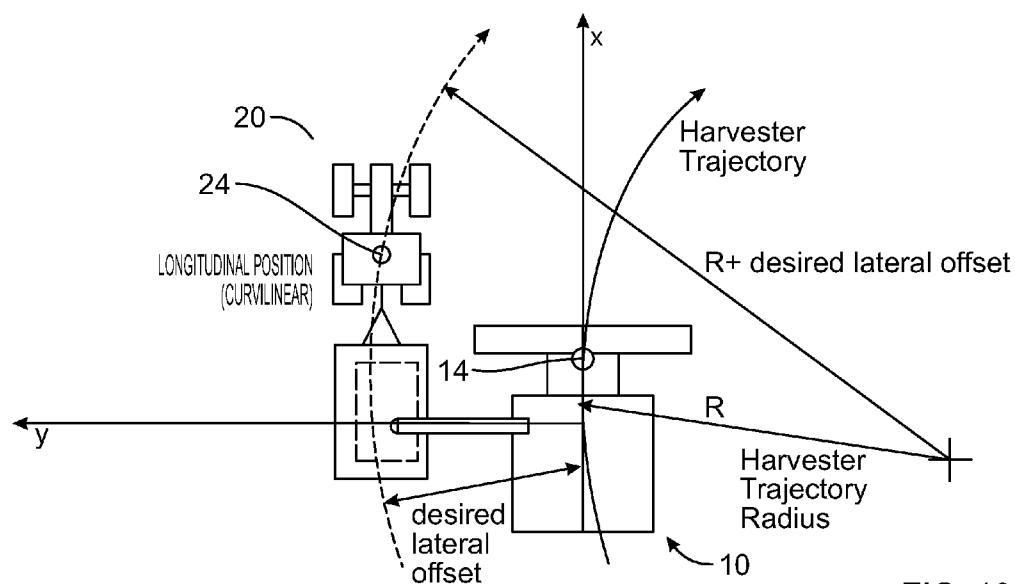 x
20
Harvester
Trajectory
24
LONGITUDINAL POSITION
(CURVILINEAR)
R+ desired lateral offset
14
R
y
Harvester
Trajectory
Radius
desired
lateral
offset
10